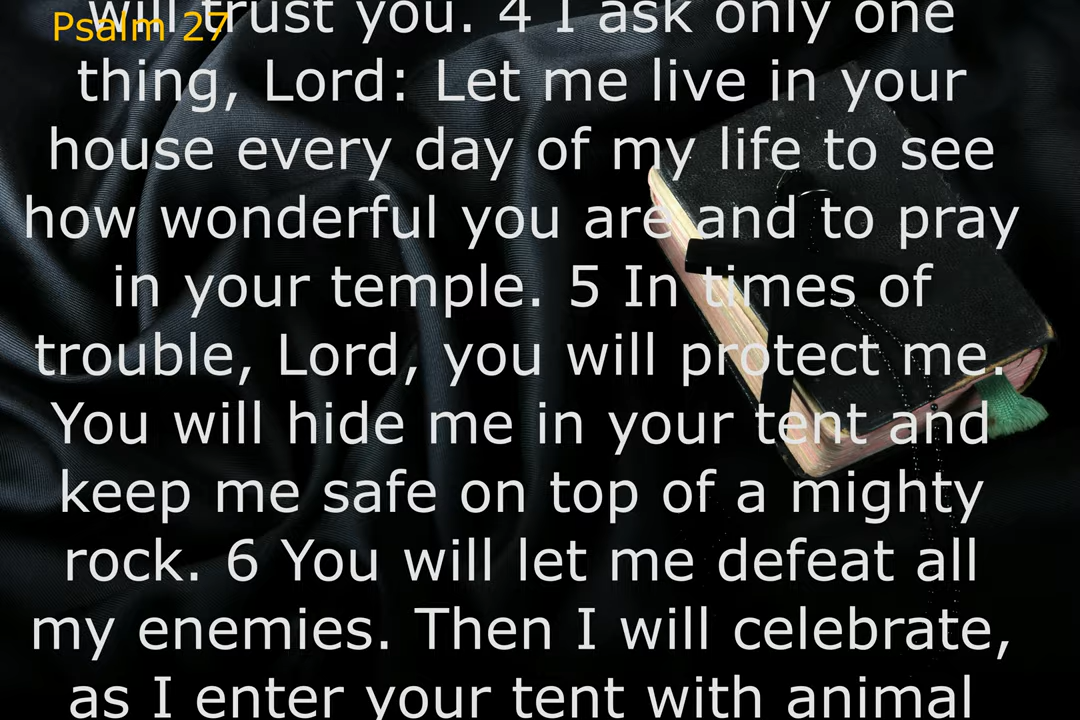 Psalm 27
will trust you. 4 I ask only one
thing, Lord: Let me live in your
house every day of my life to see
how wonderful you are and to pray
in your temple. 5 In times of
trouble, Lord, you will protect me.
You will hide me in your tent and
keep me safe on top of a mighty
rock. 6 You will let me defeat all
my enemies. Then I will celebrate,
as I enter your tent with animal